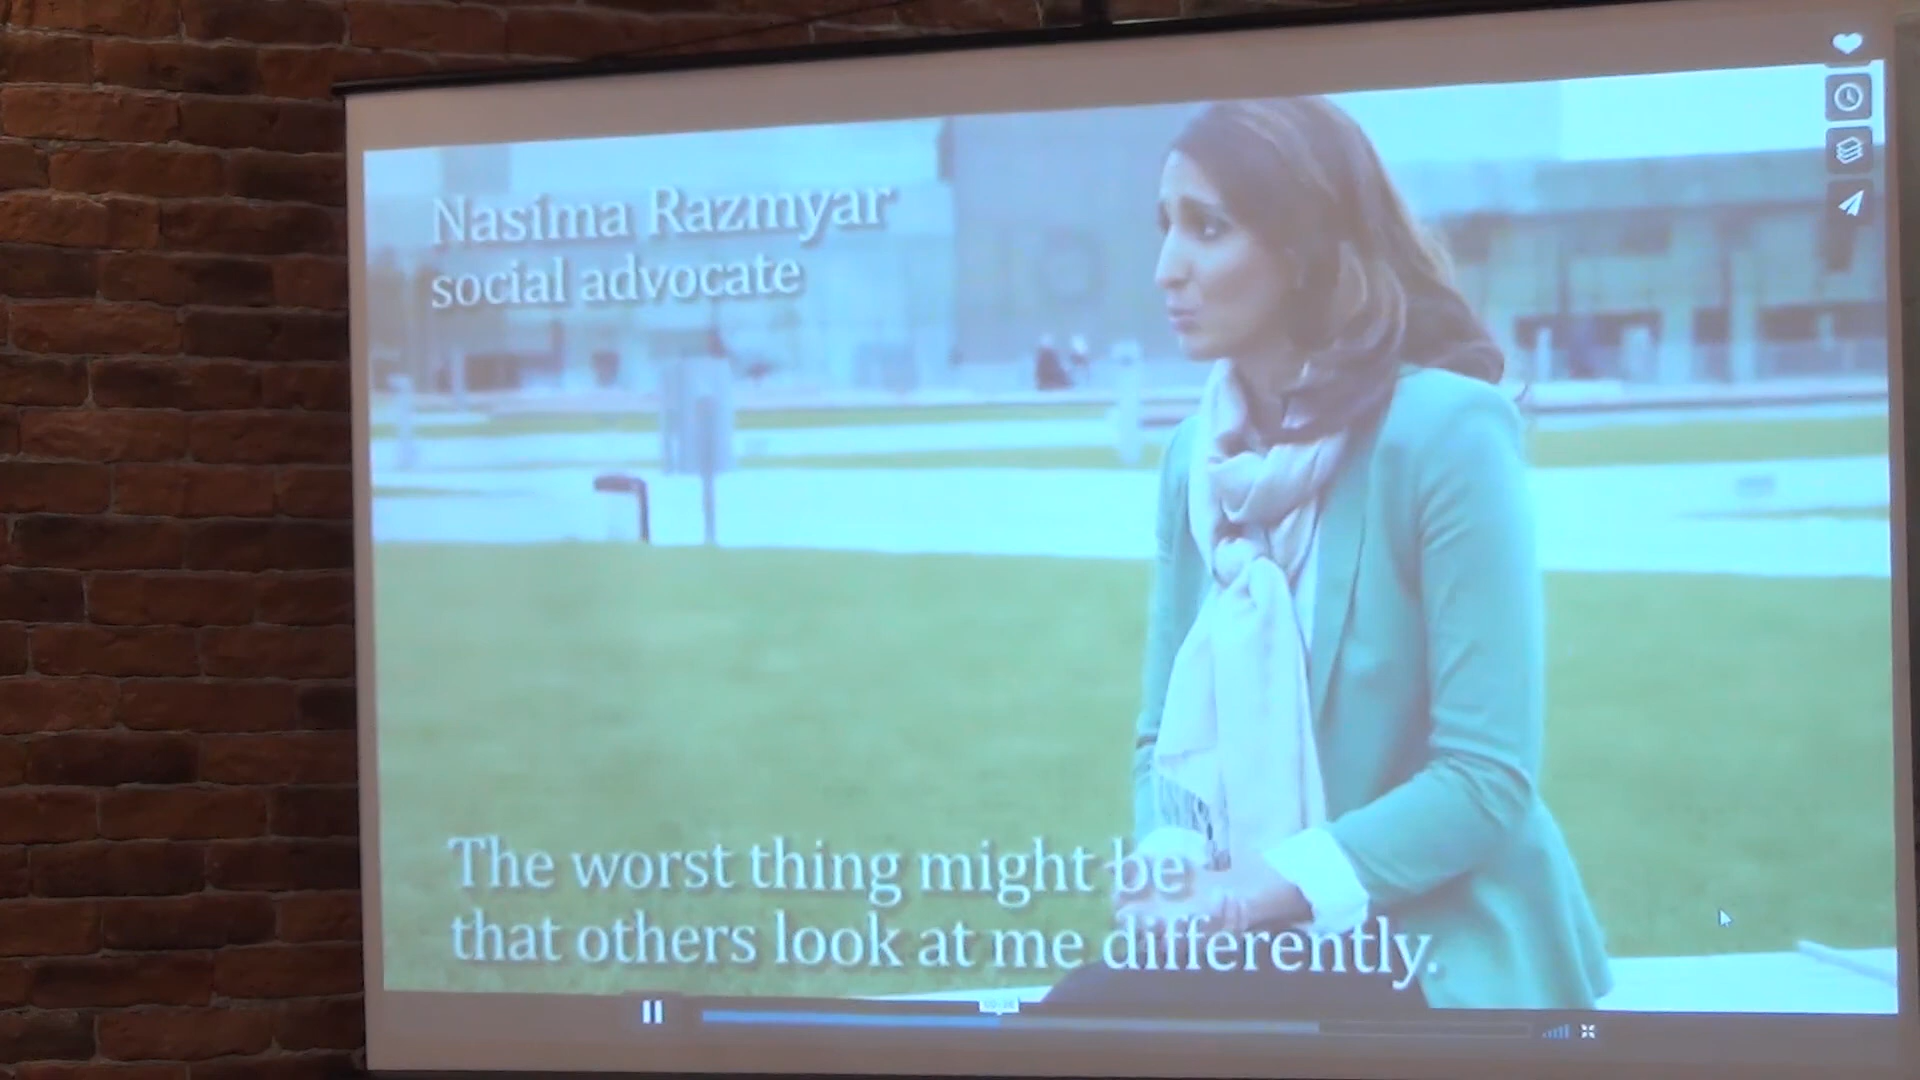 Nasima Razmyar
social advocate
The worst thing might be
that others look at me differently.